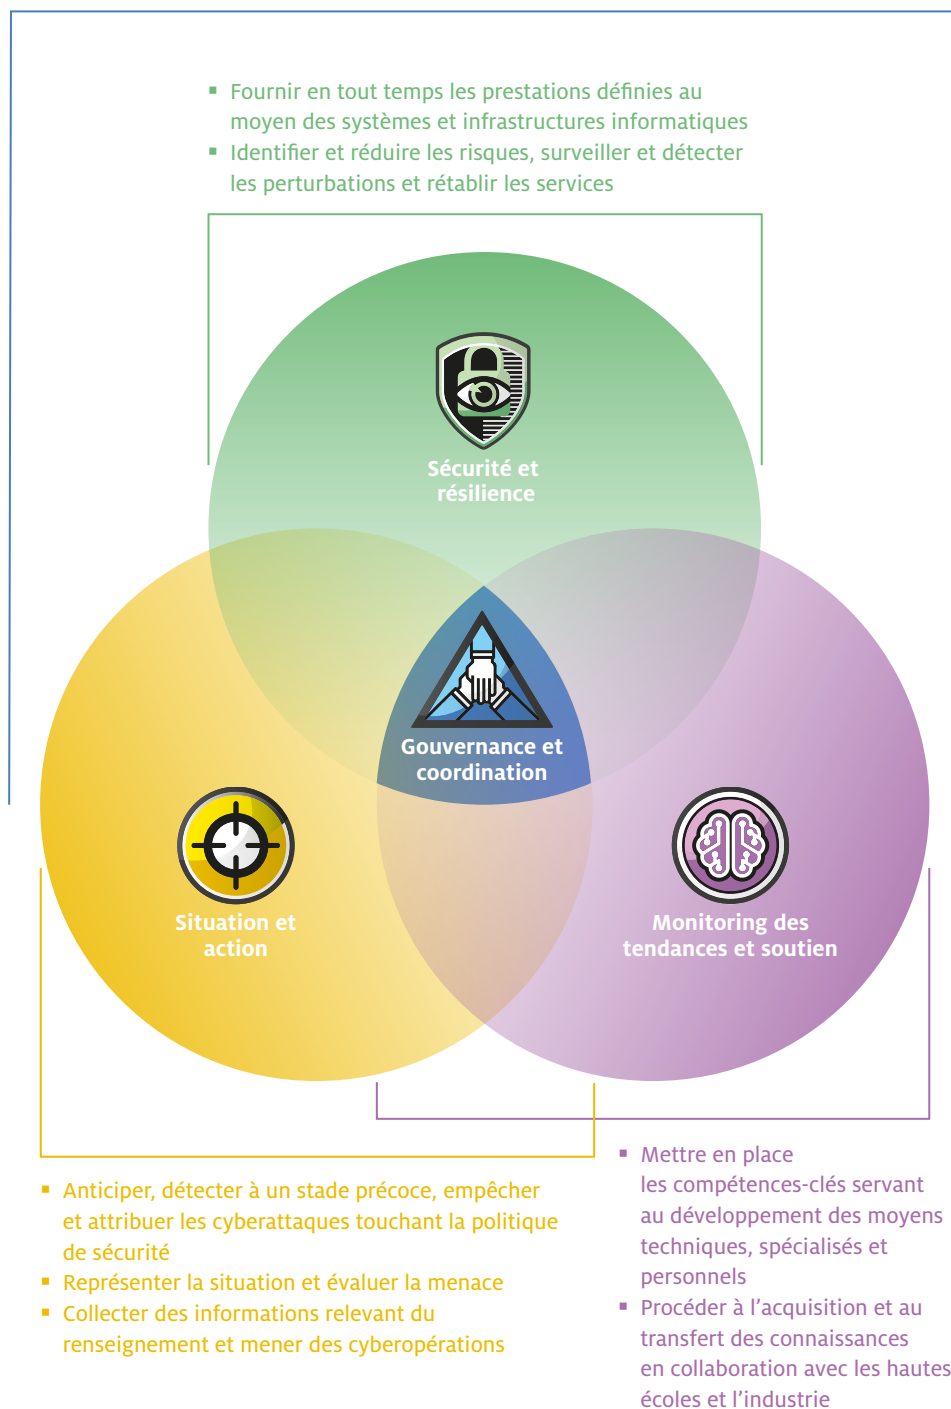 ▪ Fournir en tout temps les prestations définies au
moyen des systèmes et infrastructures informatiques
▪ Identifier et réduire les risques, surveiller et détecter
les perturbations et rétablir les services
Sécurité et
résilience
Gouvernance et
coordination
Situation et
action
Monitoring des
tendances et soutien
▪ Anticiper, détecter à un stade précoce, empêcher
et attribuer les cyberattaques touchant la politique
de sécurité
▪ Représenter la situation et évaluer la menace
▪ Collecter des informations relevant du
renseignement et mener des cyberopérations
▪ Mettre en place
les compétences-clés servant
au développement des moyens
techniques, spécialisés et
personnels
▪ Procéder à l’acquisition et au
transfert des connaissances
en collaboration avec les hautes
écoles et l’industrie